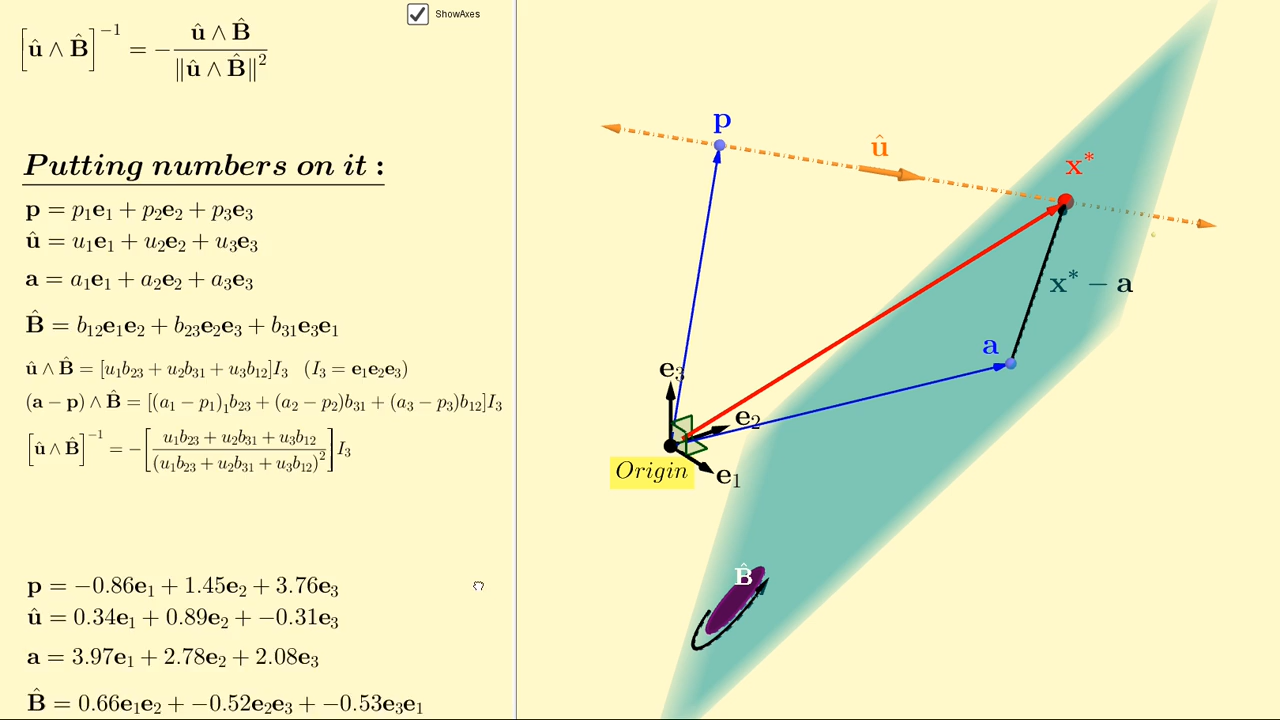 ShowAxes
[û ∧ B̂]⁻¹ = − (û ∧ B̂) / ‖û ∧ B̂‖²
Putting numbers on it :
p = p₁e₁ + p₂e₂ + p₃e₃
û = u₁e₁ + u₂e₂ + u₃e₃
a = a₁e₁ + a₂e₂ + a₃e₃
B̂ = b₁₂e₁e₂ + b₂₃e₂e₃ + b₃₁e₃e₁
û ∧ B̂ = [u₁b₂₃ + u₂b₃₁ + u₃b₁₂]I₃ (I₃ = e₁e₂e₃)
(a − p) ∧ B̂ = [(a₁ − p₁)₁b₂₃ + (a₂ − p₂)b₃₁ + (a₃ − p₃)b₁₂]I₃
[û ∧ B̂]⁻¹ = −[(u₁b₂₃ + u₂b₃₁ + u₃b₁₂) / (u₁b₂₃ + u₂b₃₁ + u₃b₁₂)²]I₃
p = −0.86e₁ + 1.45e₂ + 3.76e₃
û = 0.34e₁ + 0.89e₂ + −0.31e₃
a = 3.97e₁ + 2.78e₂ + 2.08e₃
B̂ = 0.66e₁e₂ + −0.52e₂e₃ + −0.53e₃e₁
p
û
x*
x* − a
a
e₃
e₂
e₁
Origin
B̂